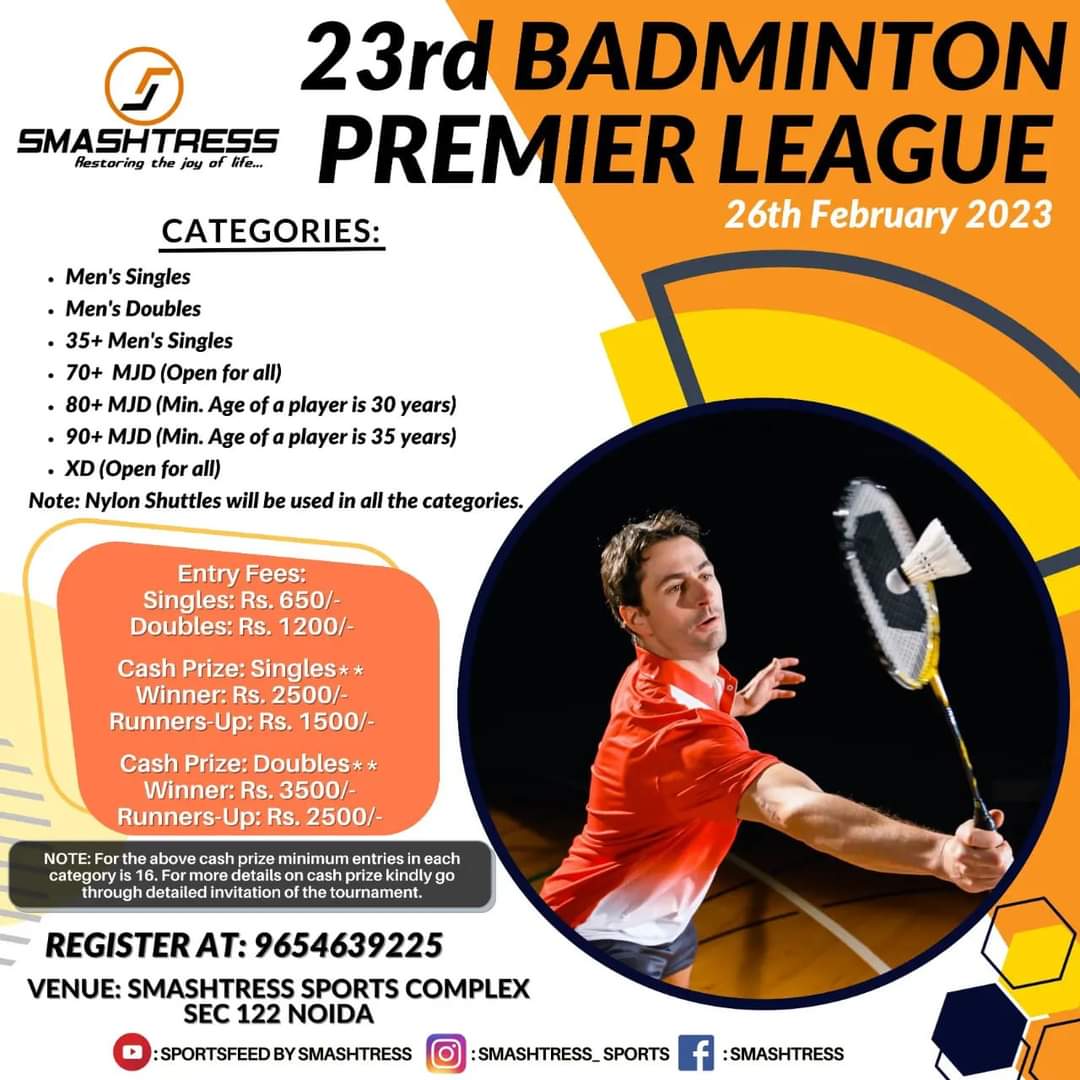 SMASHTRESS
Restoring the joy of life...
23rd BADMINTON
PREMIER LEAGUE
26th February 2023
CATEGORIES:
• Men's Singles
• Men's Doubles
• 35+ Men's Singles
• 70+ MJD (Open for all)
• 80+ MJD (Min. Age of a player is 30 years)
• 90+ MJD (Min. Age of a player is 35 years)
• XD (Open for all)
Note: Nylon Shuttles will be used in all the categories.
Entry Fees:
Singles: Rs. 650/-
Doubles: Rs. 1200/-
Cash Prize: Singles**
Winner: Rs. 2500/-
Runners-Up: Rs. 1500/-
Cash Prize: Doubles**
Winner: Rs. 3500/-
Runners-Up: Rs. 2500/-
NOTE: For the above cash prize minimum entries in each
category is 16. For more details on cash prize kindly go
through detailed invitation of the tournament.
REGISTER AT: 9654639225
VENUE: SMASHTRESS SPORTS COMPLEX
SEC 122 NOIDA
: SPORTSFEED BY SMASHTRESS : SMASHTRESS_ SPORTS : SMASHTRESS